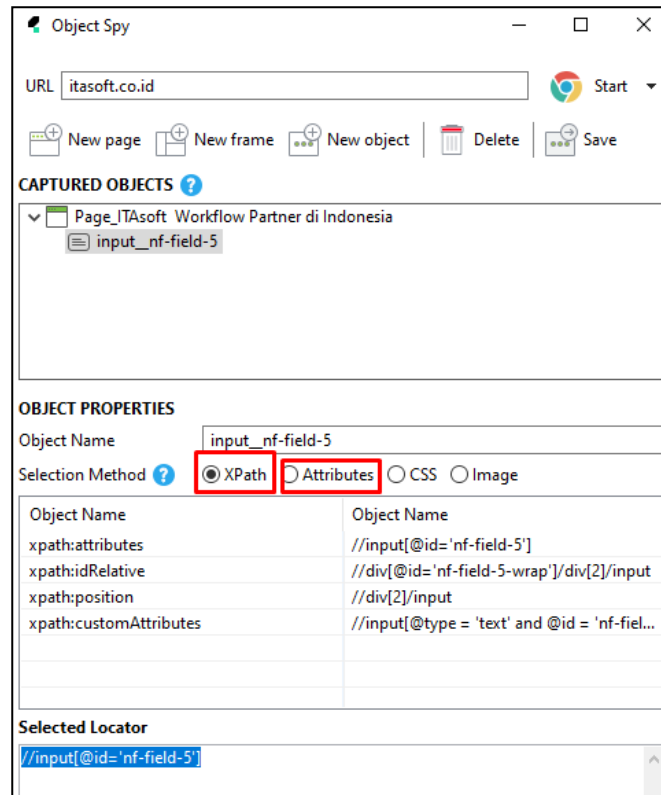 Object Spy
URL itasoft.co.id Start
New page New frame New object Delete Save
CAPTURED OBJECTS ?
Page_ITAsoft Workflow Partner di Indonesia
input__nf-field-5
OBJECT PROPERTIES
Object Name input__nf-field-5
Selection Method ? XPath Attributes CSS Image
Object Name Object Name
xpath:attributes //input[@id='nf-field-5']
xpath:idRelative //div[@id='nf-field-5-wrap']/div[2]/input
xpath:position //div[2]/input
xpath:customAttributes //input[@type = 'text' and @id = 'nf-fiel...
Selected Locator
//input[@id='nf-field-5']